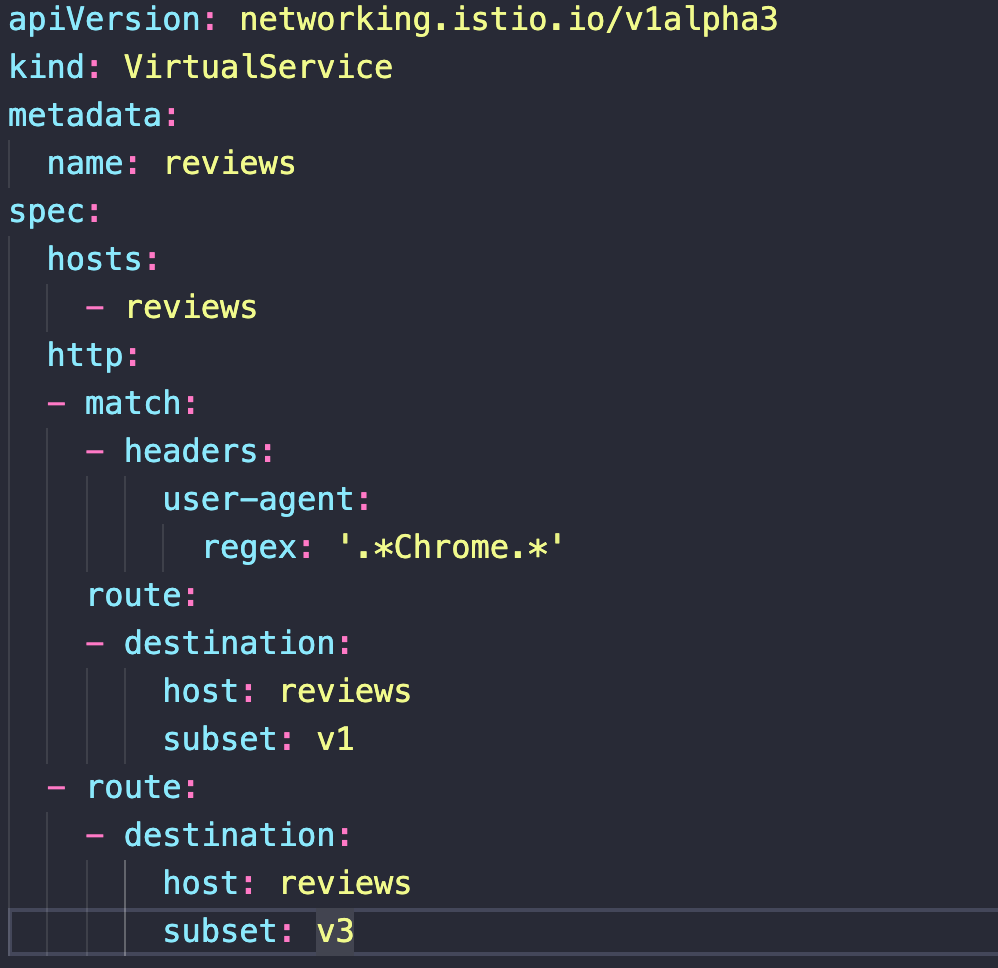 apiVersion: networking.istio.io/v1alpha3
kind: VirtualService
metadata:
  name: reviews
spec:
  hosts:
    - reviews
  http:
  - match:
    - headers:
        user-agent:
          regex: '.*Chrome.*'
    route:
    - destination:
        host: reviews
        subset: v1
  - route:
    - destination:
        host: reviews
        subset: v3